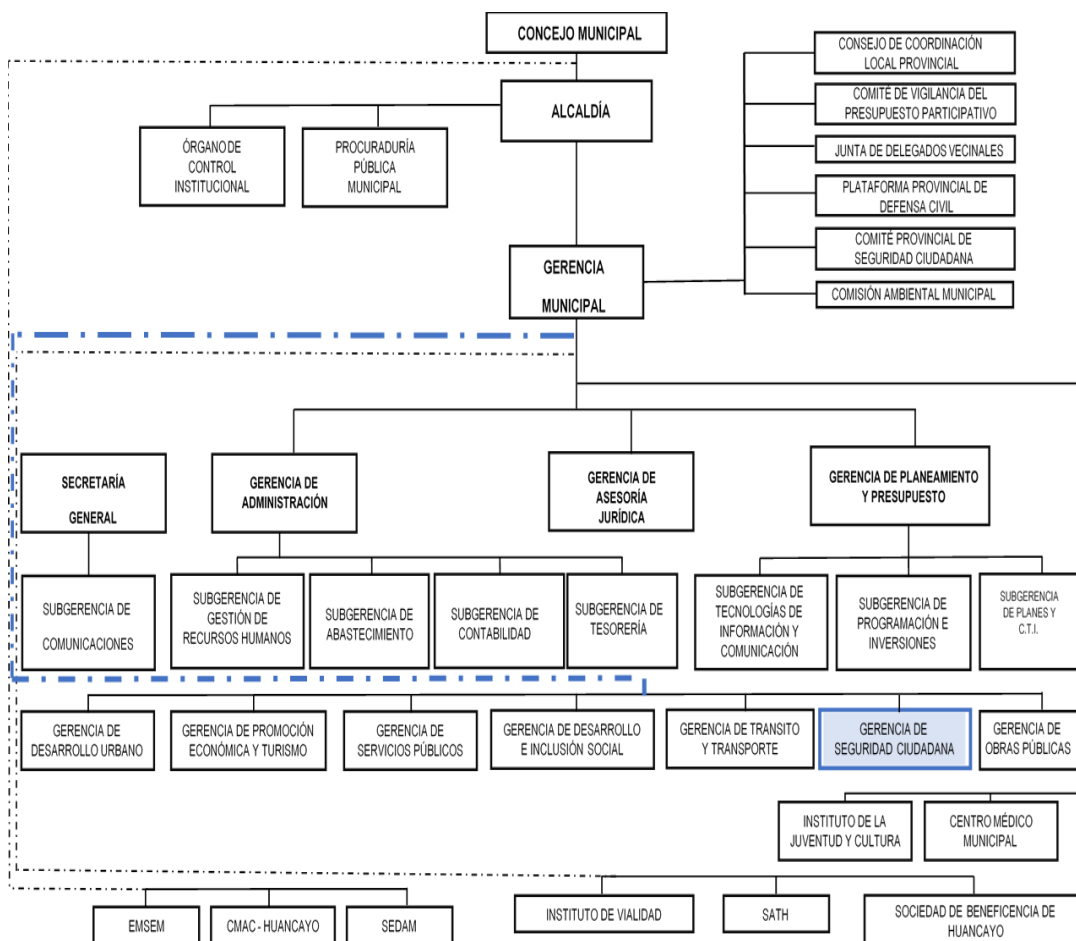 CONCEJO MUNICIPAL
ALCALDÍA
ÓRGANO DE
CONTROL
INSTITUCIONAL
PROCURADURÍA
PÚBLICA
MUNICIPAL
CONSEJO DE COORDINACIÓN
LOCAL PROVINCIAL
COMITÉ DE VIGILANCIA DEL
PRESUPUESTO PARTICIPATIVO
JUNTA DE DELEGADOS VECINALES
PLATAFORMA PROVINCIAL DE
DEFENSA CIVIL
COMITÉ PROVINCIAL DE
SEGURIDAD CIUDADANA
COMISIÓN AMBIENTAL MUNICIPAL
GERENCIA
MUNICIPAL
SECRETARÍA
GENERAL
GERENCIA DE
ADMINISTRACIÓN
GERENCIA DE
ASESORÍA
JURÍDICA
GERENCIA DE PLANEAMIENTO
Y PRESUPUESTO
SUBGERENCIA DE
COMUNICACIONES
SUBGERENCIA DE
GESTIÓN DE
RECURSOS HUMANOS
SUBGERENCIA DE
ABASTECIMIENTO
SUBGERENCIA DE
CONTABILIDAD
SUBGERENCIA DE
TESORERÍA
SUBGERENCIA DE
TECNOLOGÍAS DE
INFORMACIÓN Y
COMUNICACIÓN
SUBGERENCIA DE
PROGRAMACIÓN E
INVERSIONES
SUBGERENCIA
DE PLANES Y
C.T.I.
GERENCIA DE
DESARROLLO URBANO
GERENCIA DE PROMOCIÓN
ECONÓMICA Y TURISMO
GERENCIA DE
SERVICIOS PÚBLICOS
GERENCIA DE DESARROLLO
E INCLUSIÓN SOCIAL
GERENCIA DE TRANSITO
Y TRANSPORTE
GERENCIA DE
SEGURIDAD CIUDADANA
GERENCIA DE
OBRAS PÚBLICAS
INSTITUTO DE LA
JUVENTUD Y CULTURA
CENTRO MÉDICO
MUNICIPAL
EMSEM
CMAC - HUANCAYO
SEDAM
INSTITUTO DE VIALIDAD
SATH
SOCIEDAD DE BENEFICENCIA DE
HUANCAYO